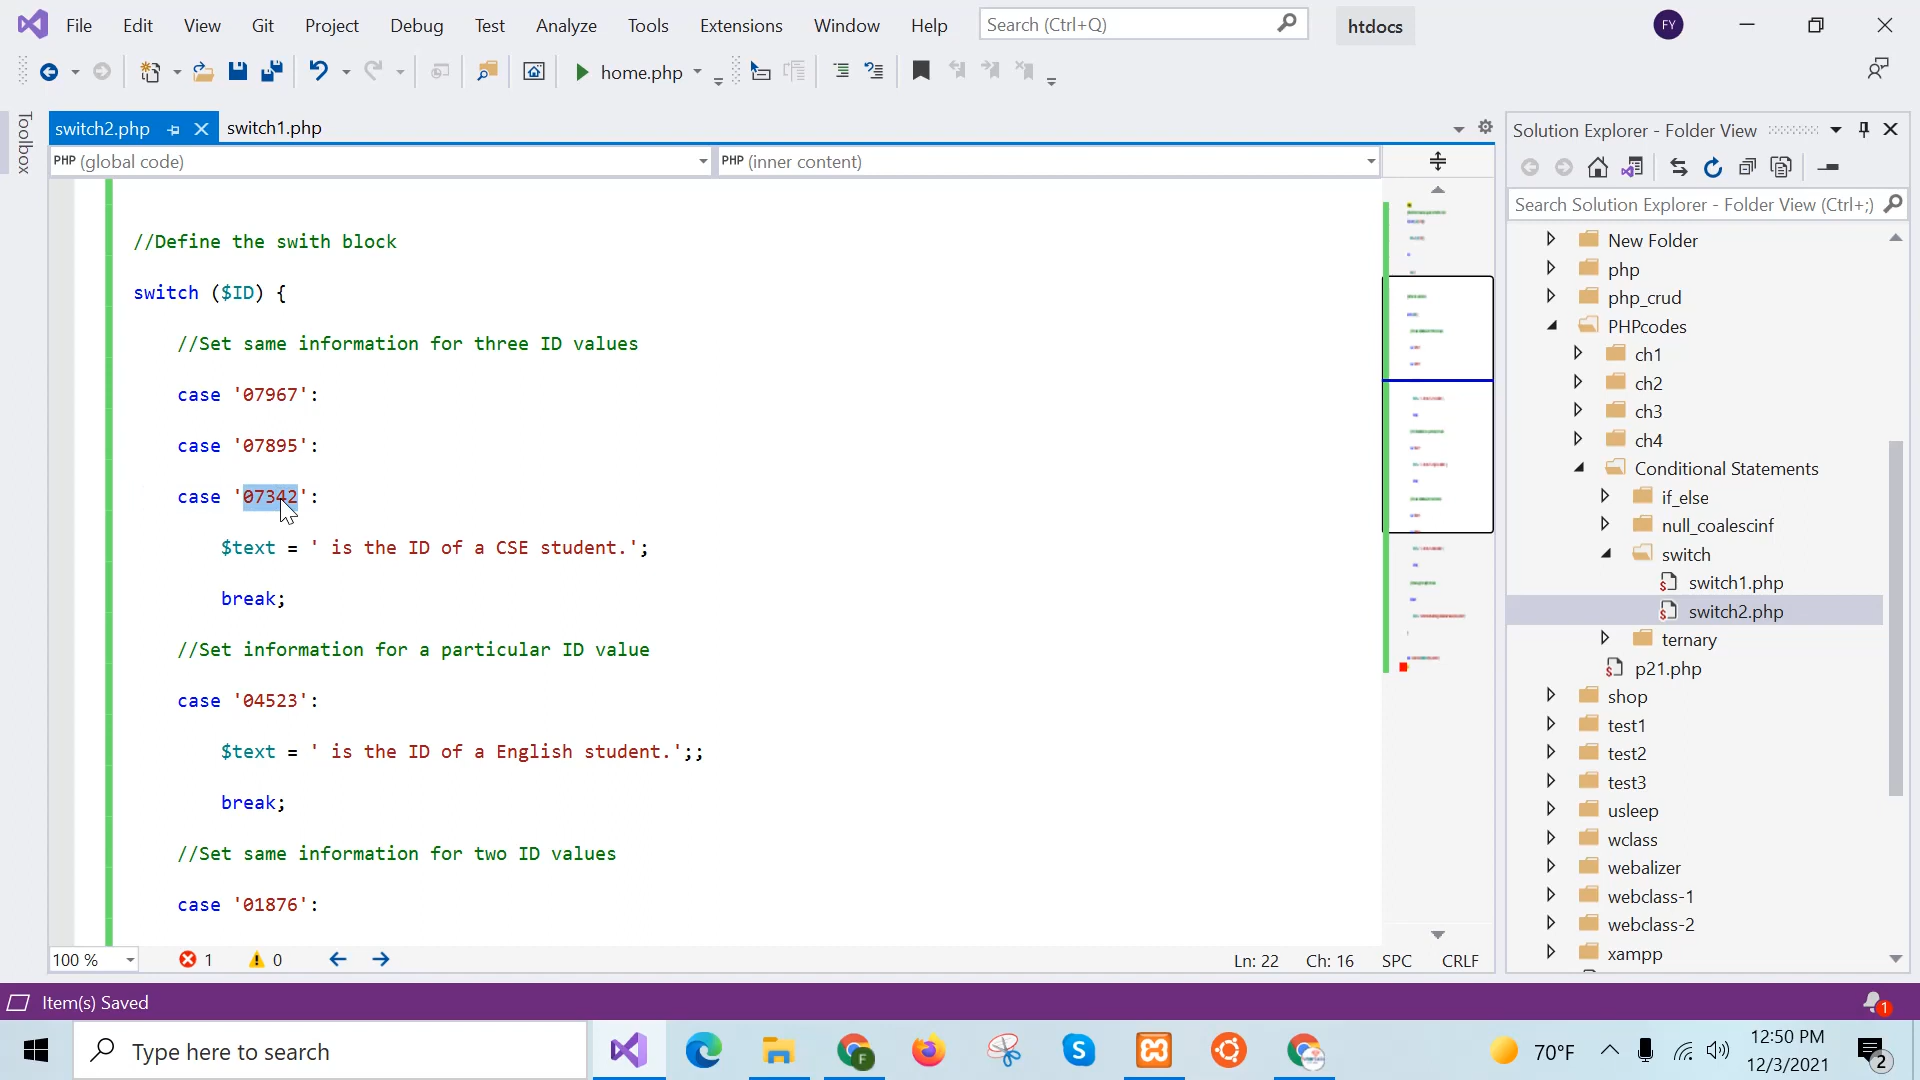 File Edit View Git Project Debug Test Analyze Tools Extensions Window Help Search (Ctrl+Q) htdocs FY
home.php
Toolbox
switch2.php switch1.php
PHP (global code) PHP (inner content)
//Define the swith block
switch ($ID) {
//Set same information for three ID values
case '07967':
case '07895':
case '07342':
$text = ' is the ID of a CSE student.';
break;
//Set information for a particular ID value
case '04523':
$text = ' is the ID of a English student.';;
break;
//Set same information for two ID values
case '01876':
100 % 1 0 Ln: 22 Ch: 16 SPC CRLF
Solution Explorer - Folder View
Search Solution Explorer - Folder View (Ctrl+;)
New Folder
php
php_crud
PHPcodes
ch1
ch2
ch3
ch4
Conditional Statements
if_else
null_coalescinf
switch
switch1.php
switch2.php
ternary
p21.php
shop
test1
test2
test3
usleep
wclass
webalizer
webclass-1
webclass-2
xampp
Item(s) Saved 1
Type here to search F S 70°F 12:50 PM
12/3/2021 2